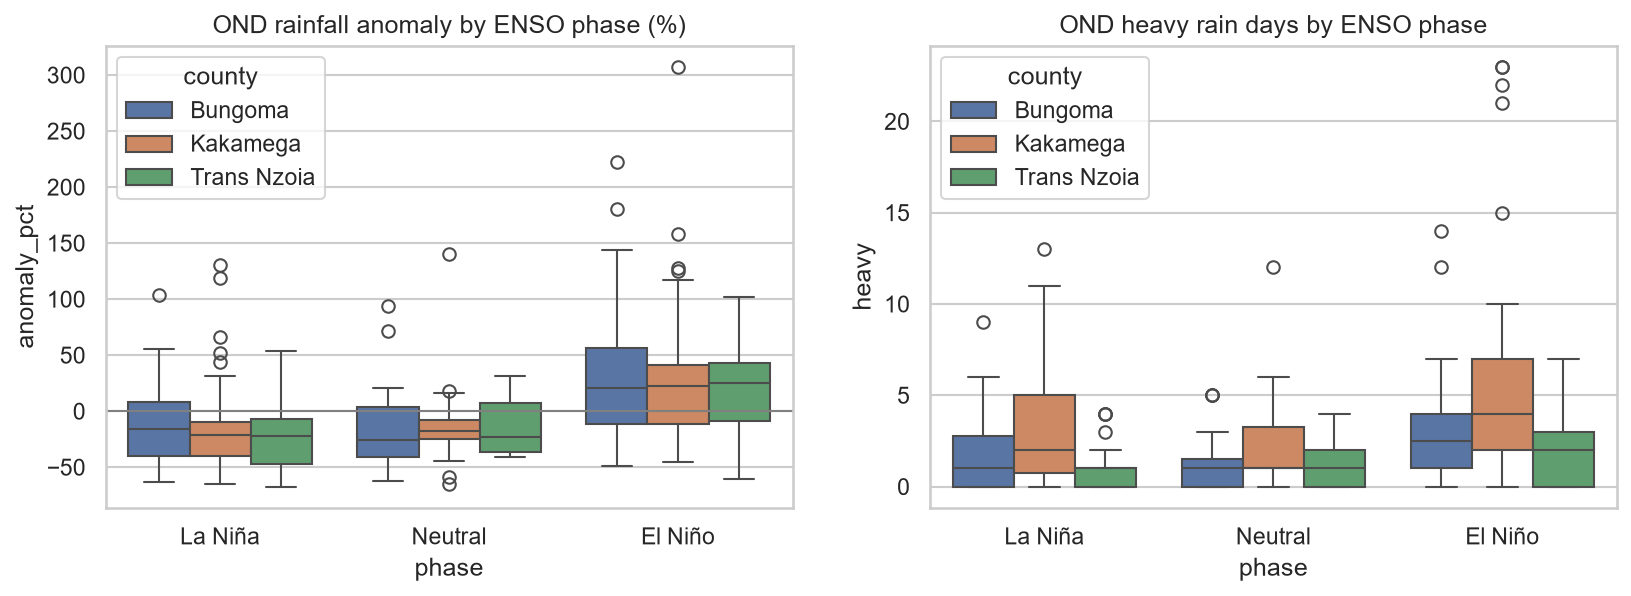 OND rainfall anomaly by ENSO phase (%)
county
Bungoma
Kakamega
Trans Nzoia
300
250
200
150
100
50
0
−50
anomaly_pct
La Niña
Neutral
El Niño
phase
OND heavy rain days by ENSO phase
county
Bungoma
Kakamega
Trans Nzoia
20
15
10
5
0
heavy
La Niña
Neutral
El Niño
phase